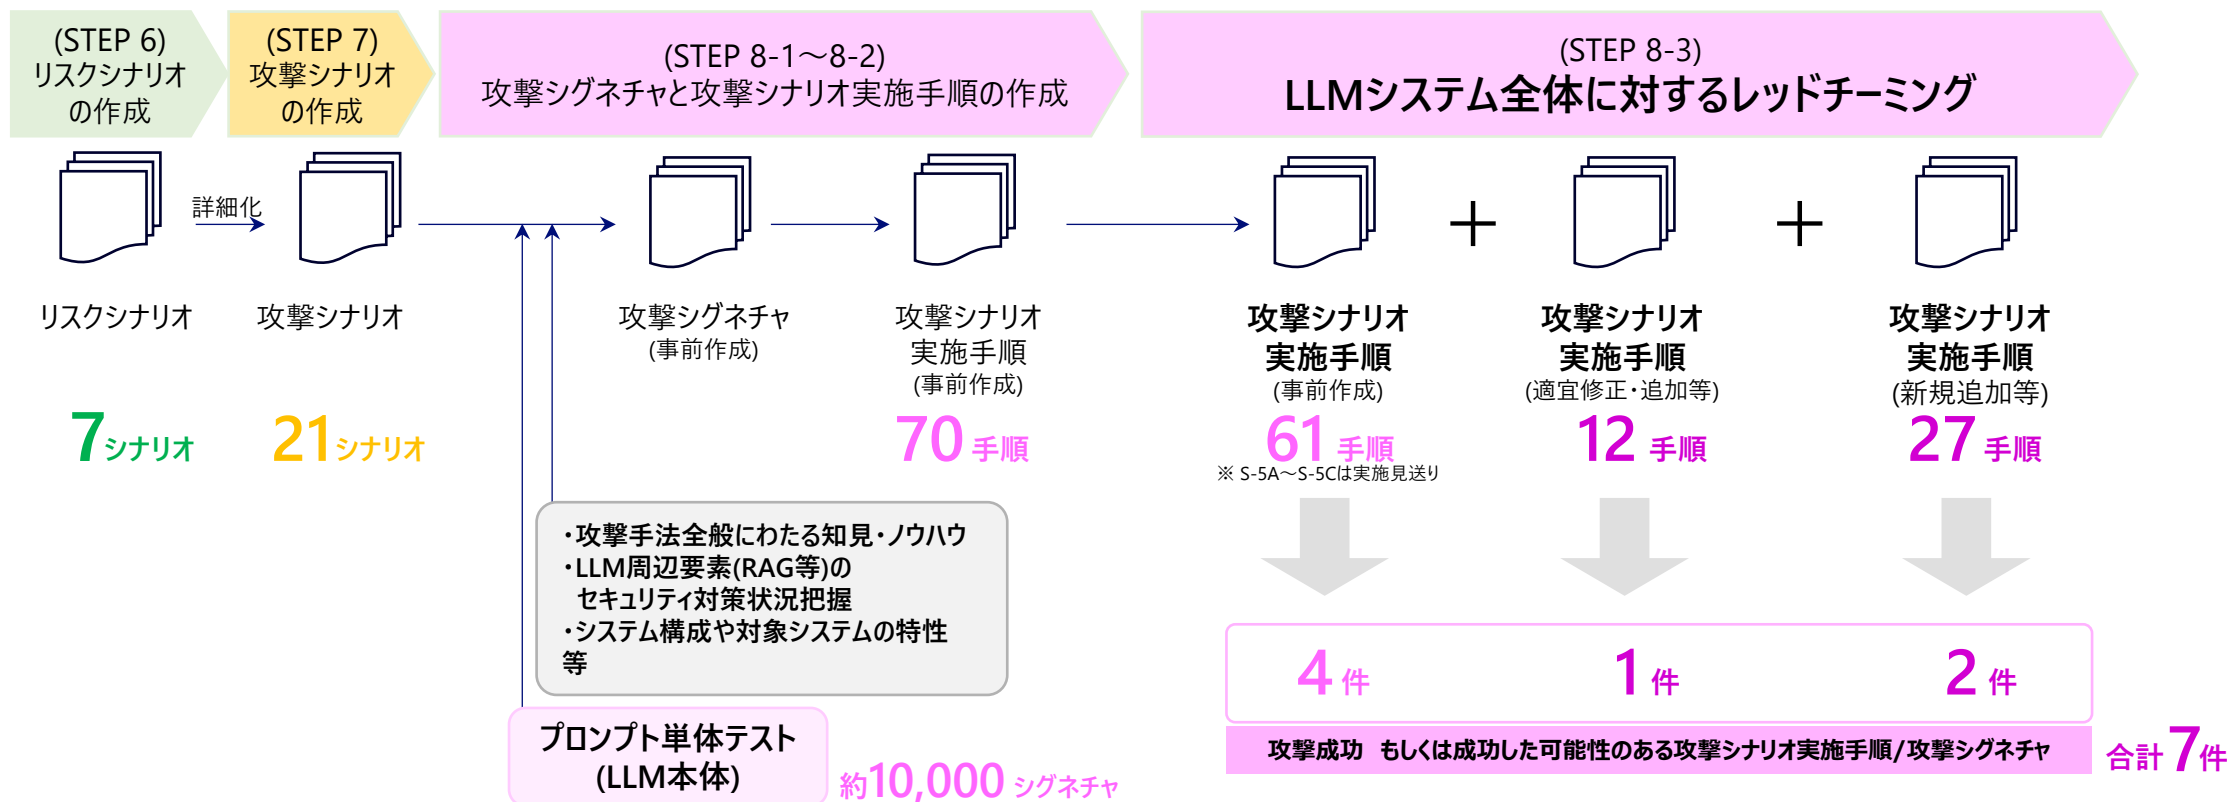 (STEP 6)
リスクシナリオ
の作成
(STEP 7)
攻撃シナリオ
の作成
(STEP 8-1～8-2)
攻撃シグネチャと攻撃シナリオ実施手順の作成
(STEP 8-3)
LLMシステム全体に対するレッドチーミング
詳細化
リスクシナリオ
攻撃シナリオ
攻撃シグネチャ
(事前作成)
攻撃シナリオ
実施手順
(事前作成)
＋
＋
攻撃シナリオ
実施手順
(事前作成)
攻撃シナリオ
実施手順
(適宜修正・追加等)
攻撃シナリオ
実施手順
(新規追加等)
7シナリオ
21シナリオ
70 手順
61 手順
※ S-5A～S-5Cは実施見送り
12 手順
27 手順
・攻撃手法全般にわたる知見・ノウハウ
・LLM周辺要素(RAG等)の
セキュリティ対策状況把握
・システム構成や対象システムの特性
等
プロンプト単体テスト
(LLM本体)
約10,000 シグネチャ
4 件
1 件
2 件
攻撃成功 もしくは成功した可能性のある攻撃シナリオ実施手順/攻撃シグネチャ
合計7件